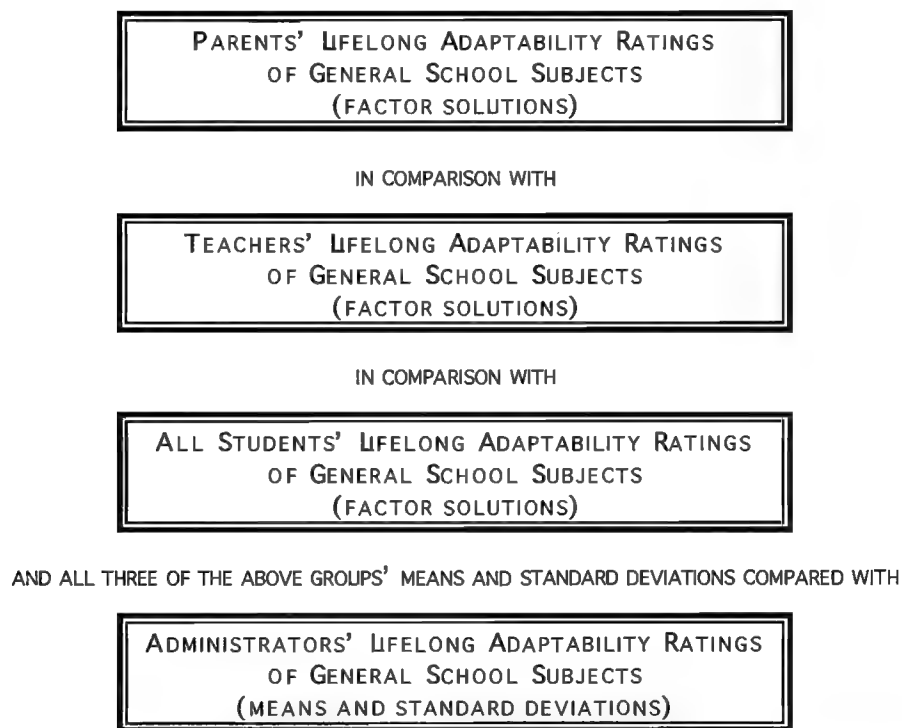 PARENTS' LIFELONG ADAPTABILITY RATINGS
OF GENERAL SCHOOL SUBJECTS
(FACTOR SOLUTIONS)
IN COMPARISON WITH
TEACHERS' LIFELONG ADAPTABILITY RATINGS
OF GENERAL SCHOOL SUBJECTS
(FACTOR SOLUTIONS)
IN COMPARISON WITH
ALL STUDENTS' LIFELONG ADAPTABILITY RATINGS
OF GENERAL SCHOOL SUBJECTS
(FACTOR SOLUTIONS)
AND ALL THREE OF THE ABOVE GROUPS' MEANS AND STANDARD DEVIATIONS COMPARED WITH
ADMINISTRATORS' LIFELONG ADAPTABILITY RATINGS
OF GENERAL SCHOOL SUBJECTS
(MEANS AND STANDARD DEVIATIONS)